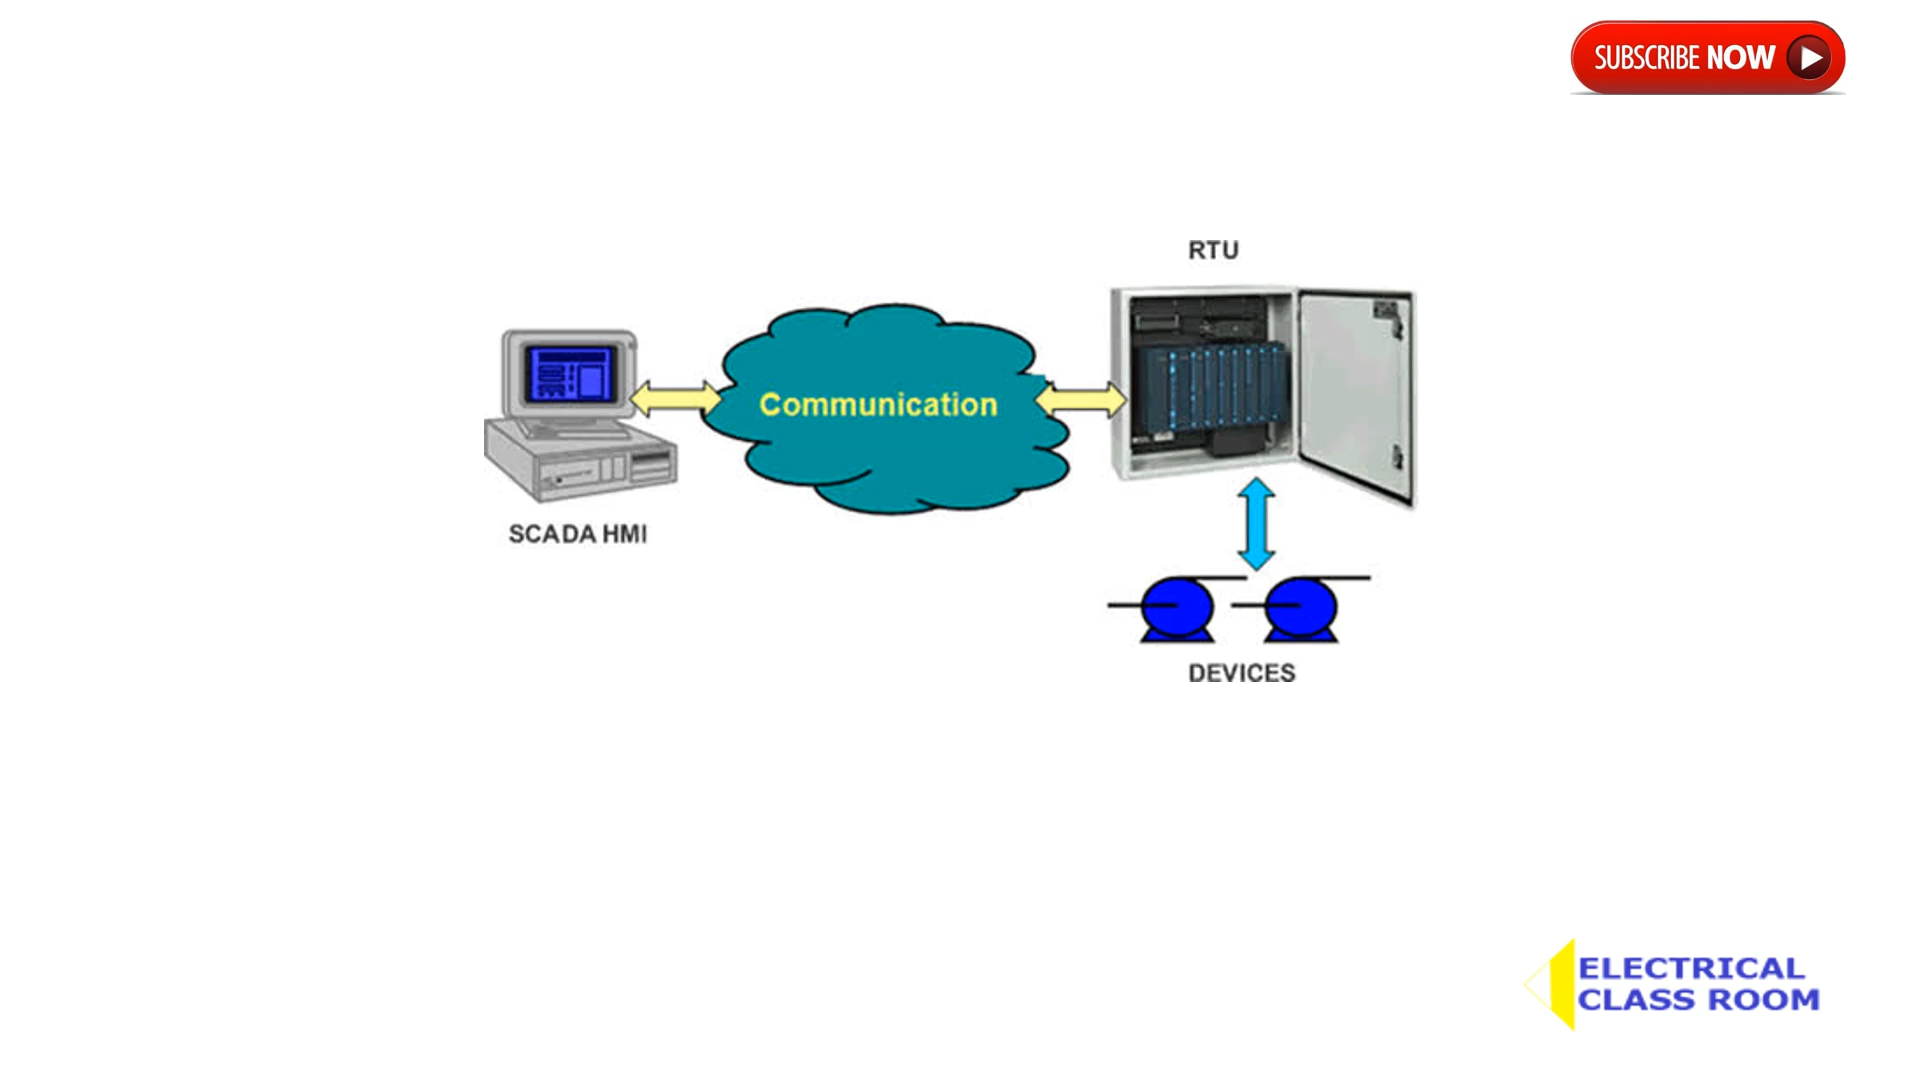 SUBSCRIBE NOW
RTU
Communication
SCADA HMI
DEVICES
ELECTRICAL
CLASS ROOM